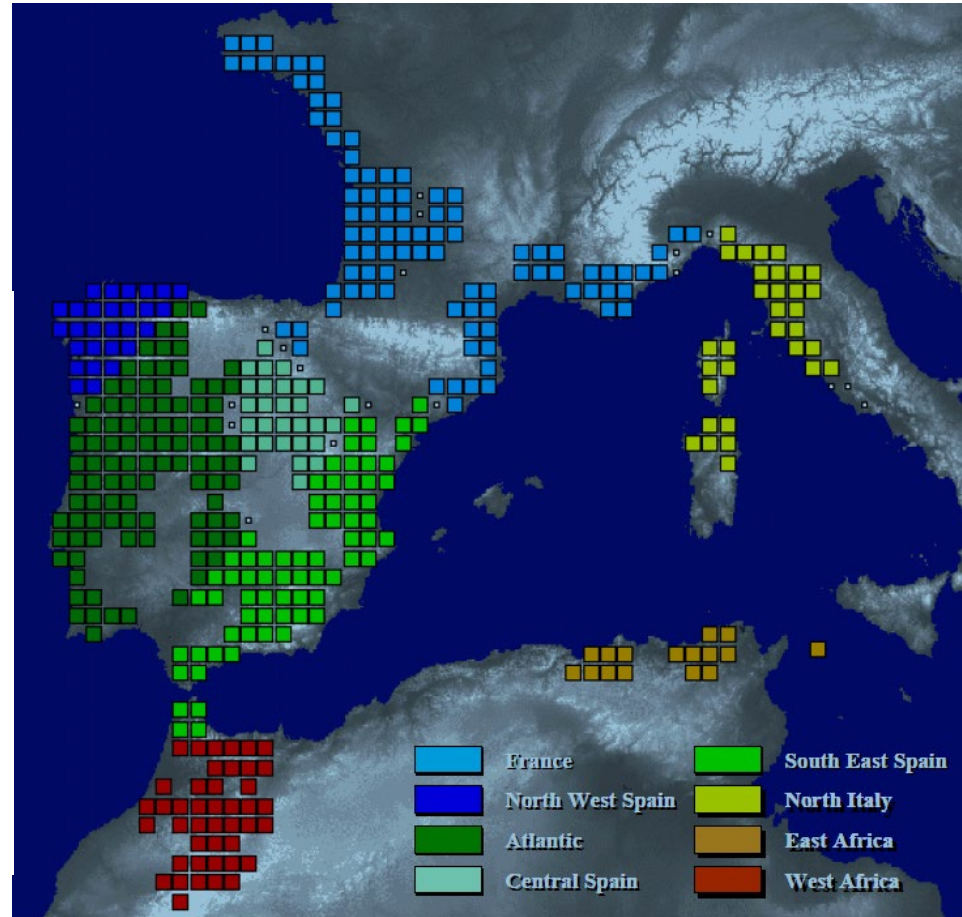 France
South East Spain
North West Spain
North Italy
Atlantic
East Africa
Central Spain
West Africa